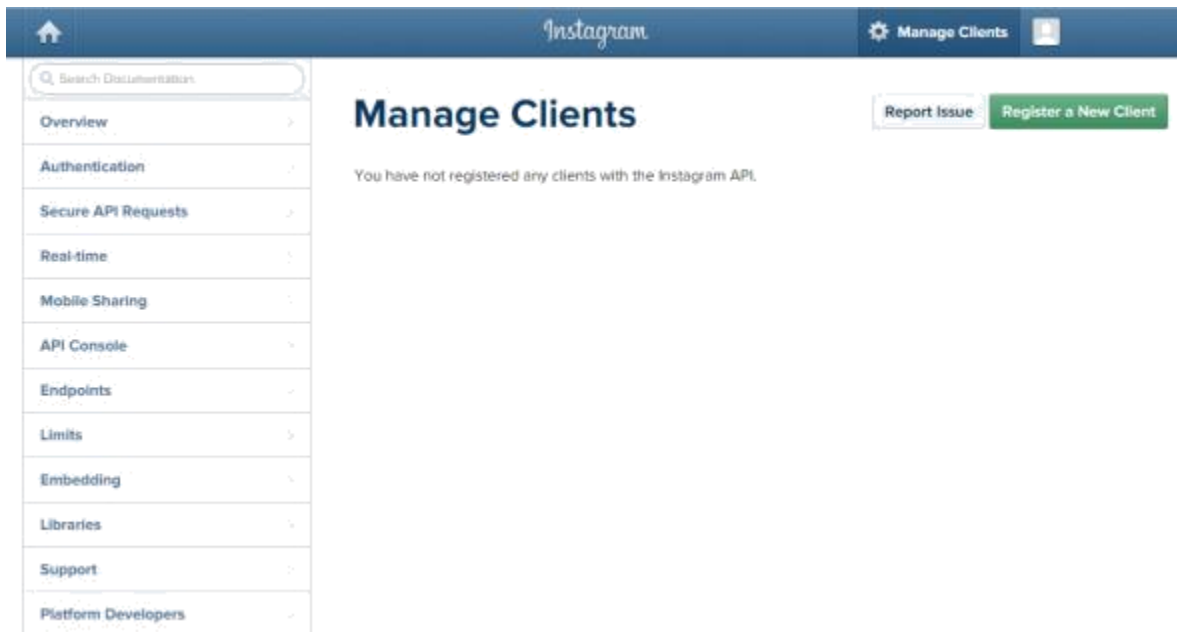 Instagram
Manage Clients
Search Documentation
Overview
Authentication
Secure API Requests
Real-time
Mobile Sharing
API Console
Endpoints
Limits
Embedding
Libraries
Support
Platform Developers
Manage Clients
Report Issue
Register a New Client
You have not registered any clients with the Instagram API.